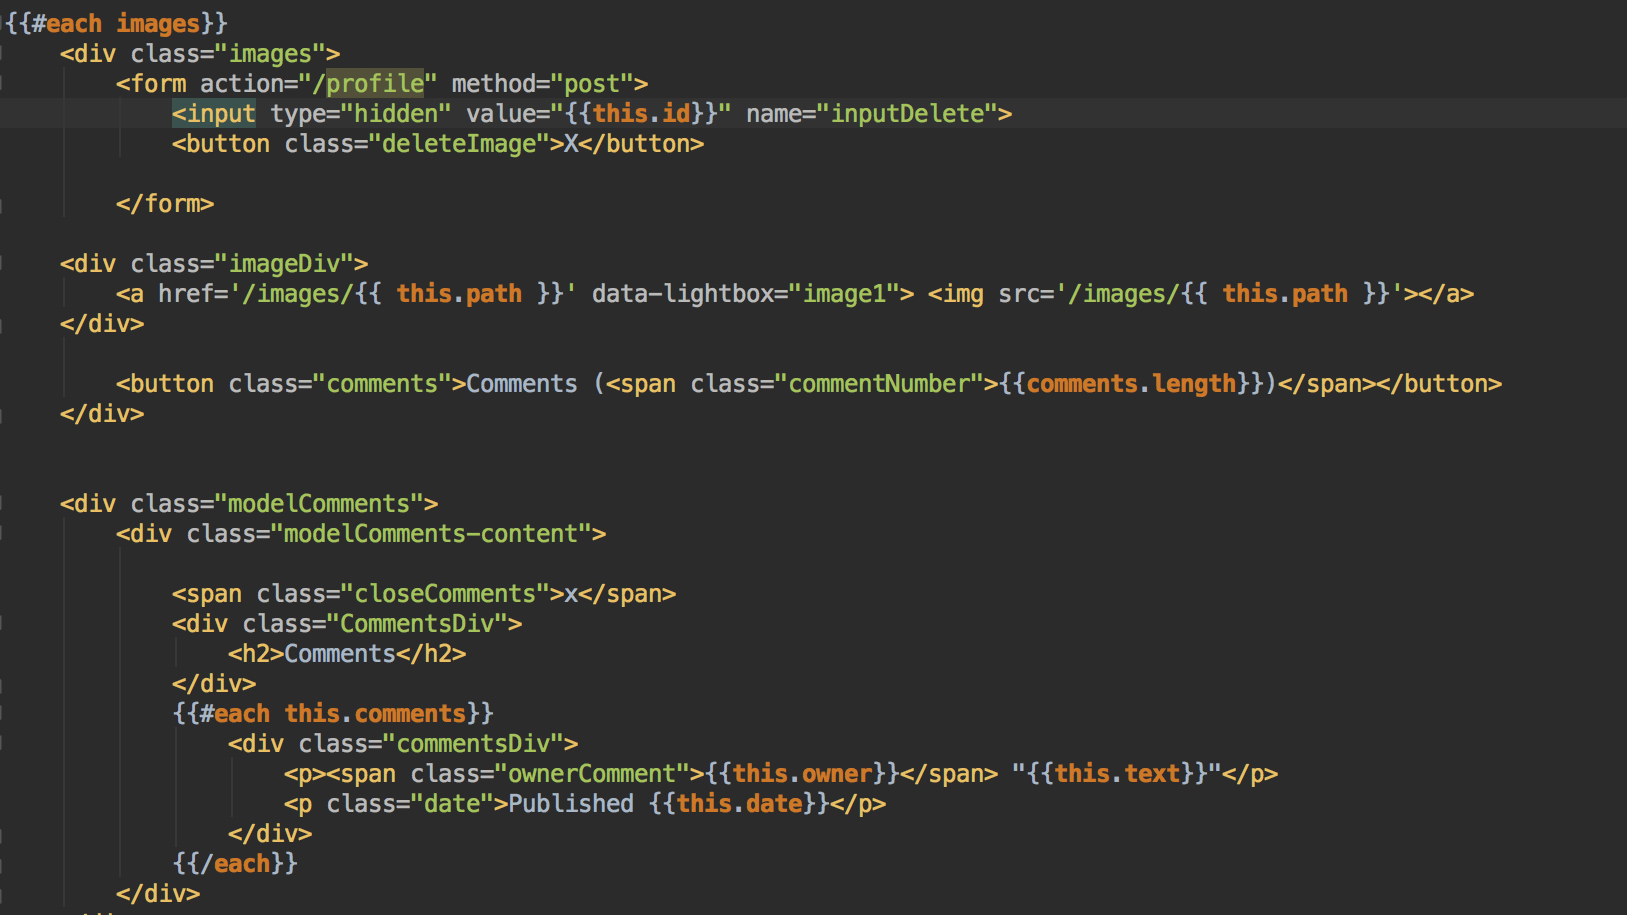 {{#each images}}
<div class="images">
<form action="/profile" method="post">
<input type="hidden" value="{{this.id}}" name="inputDelete">
<button class="deleteImage">X</button>
</form>
<div class="imageDiv">
<a href='/images/{{ this.path }}' data-lightbox="image1"> <img src='/images/{{ this.path }}'></a>
</div>
<button class="comments">Comments (<span class="commentNumber">{{comments.length}})</span></button>
</div>
<div class="modelComments">
<div class="modelComments-content">
<span class="closeComments">x</span>
<div class="CommentsDiv">
<h2>Comments</h2>
</div>
{{#each this.comments}}
<div class="commentsDiv">
<p><span class="ownerComment">{{this.owner}}</span> "{{this.text}}"</p>
<p class="date">Published {{this.date}}</p>
</div>
{{/each}}
</div>